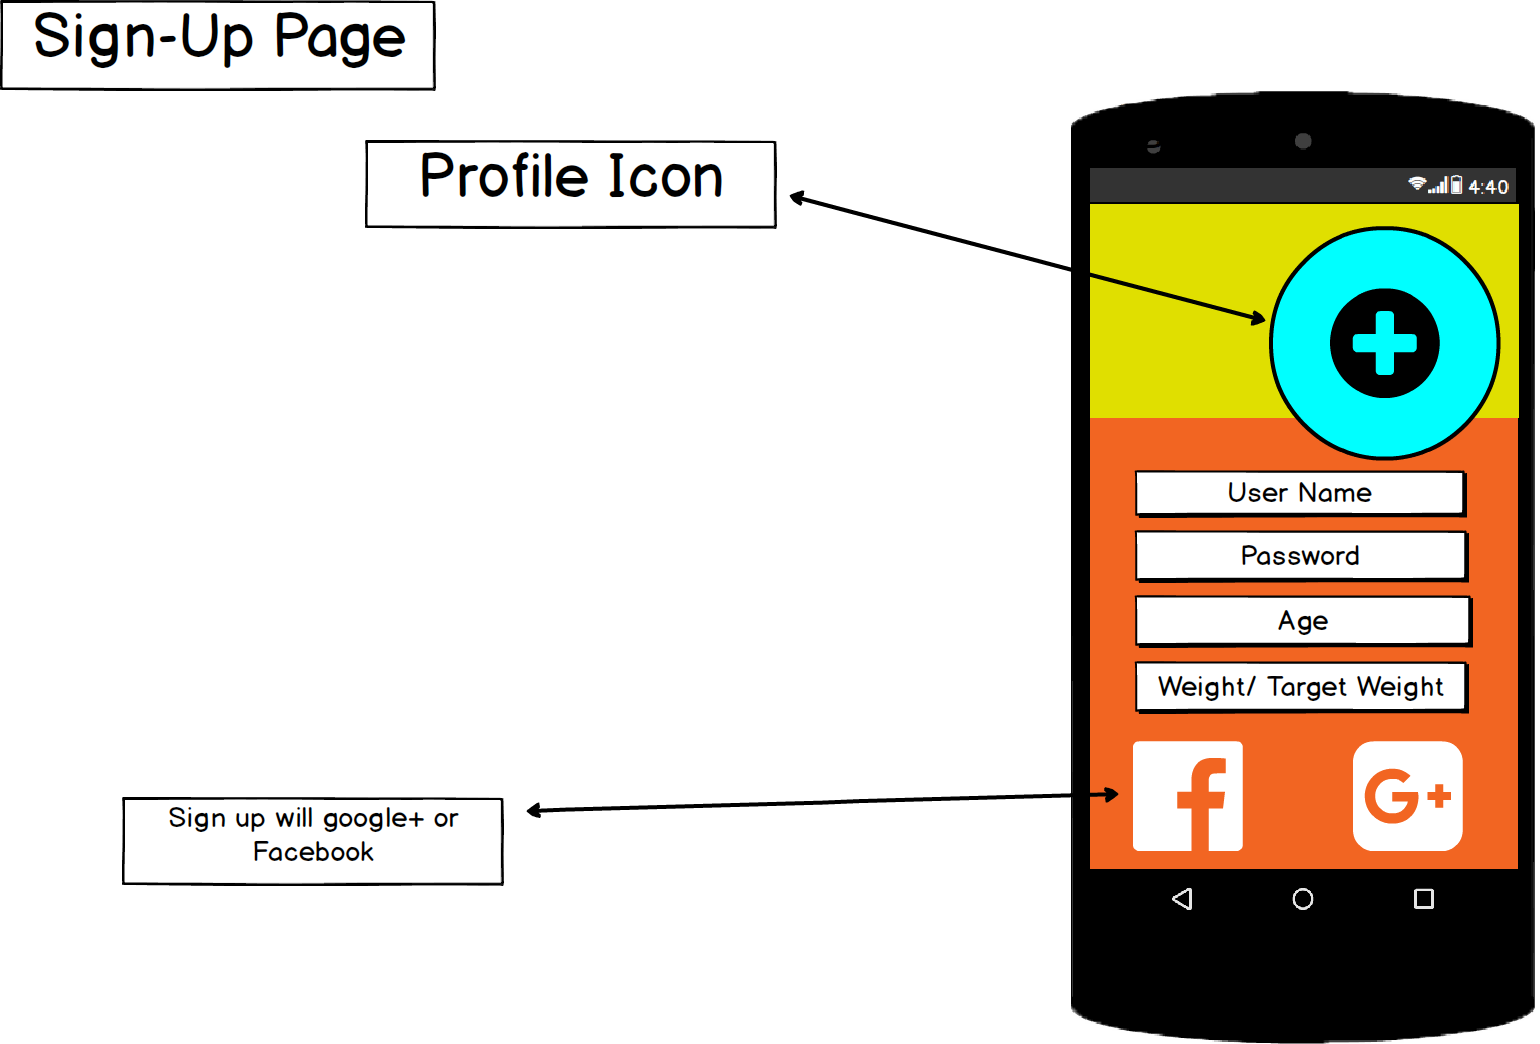 Sign-Up Page
Profile Icon
4:40
User Name
Password
Age
Weight/ Target Weight
f
G+
Sign up will google+ or
Facebook